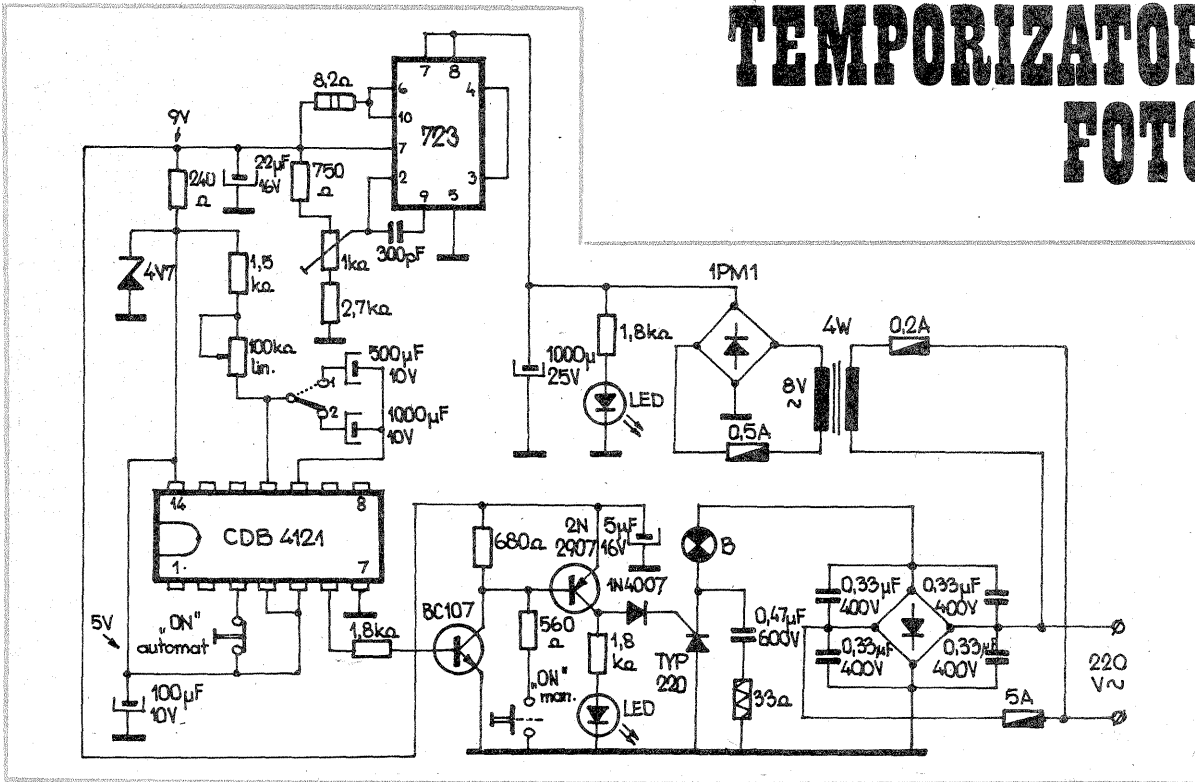 TEMPORIZATOR
FOTO
8,2Ω
7 8
6 4
10
723
7
2 3
9 5
9V
240
Ω
22µF
16V
750
Ω
300pF
1kΩ
2,7kΩ
4V7
1,5
kΩ
100kΩ
lin.
500µF
10V
1
2
1000µF
10V
1000µ
25V
1,8kΩ
LED
1PM1
0,5A
8V
~
4W
0,2A
14 8
CDB 4121
1. 7
5V
"ON"
automat
100µF
10V
1,8kΩ
BC107
680Ω
2N
2907
5µF
16V
1N4007
560
Ω
"ON"
man.
1,8
kΩ
LED
TYP
220
B
0,47µF
600V
33Ω
0,33µF
400V
0,33µF
400V
0,33µF
400V
0,33µF
400V
220
V~
5A